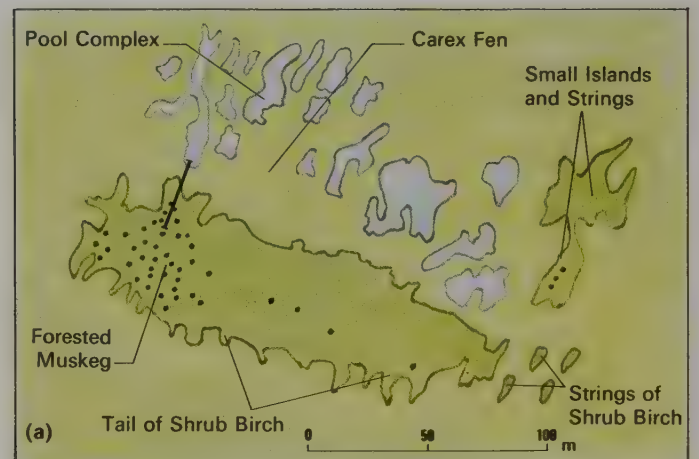 Pool Complex
Carex Fen
Small Islands
and Strings
Forested
Muskeg
Tail of Shrub Birch
Strings of
Shrub Birch
(a)
0 50 100
m